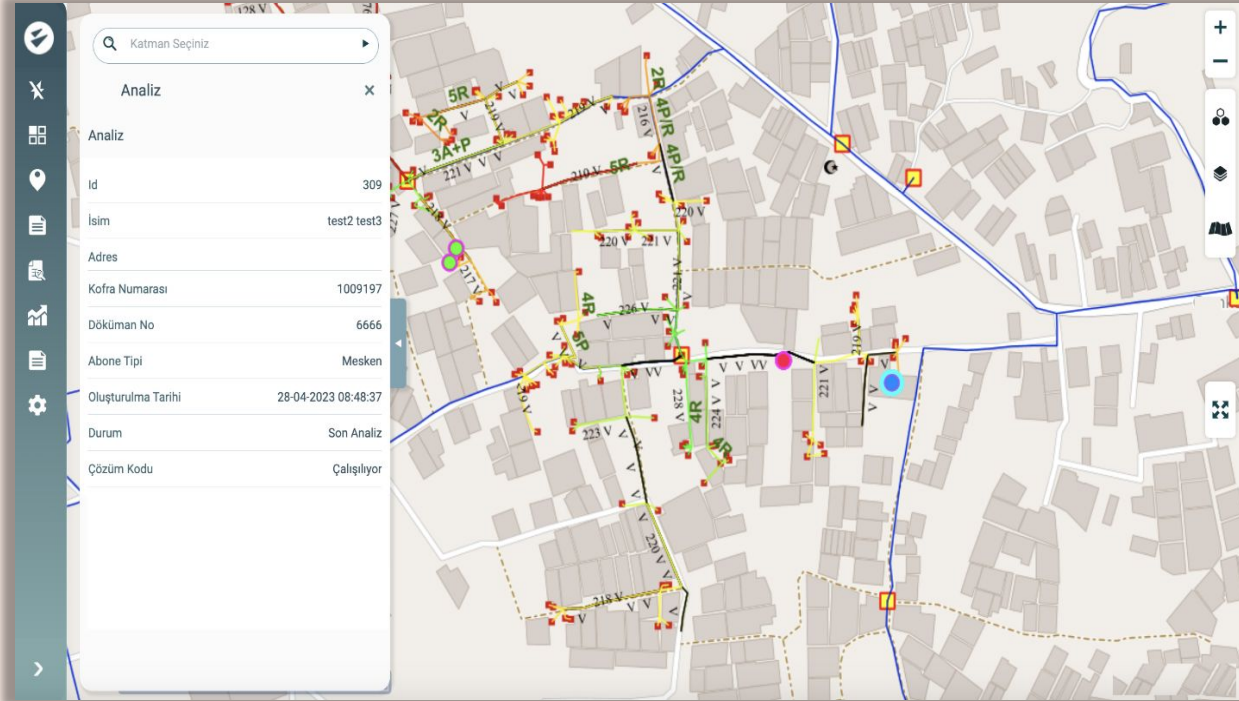 Katman Seçiniz
Analiz
Analiz
Id 309
İsim test2 test3
Adres
Kofra Numarası 1009197
Döküman No 6666
Abone Tipi Mesken
Oluşturulma Tarihi 28-04-2023 08:48:37
Durum Son Analiz
Çözüm Kodu Çalışılıyor
128 V
5R
2R
V
219 V
V
3A+P
221 V V V
2R
4P/R
216 V
4P/R
5R
210 V
V
217 V
220 V
220 V
221 V
221 V
4R
226 V
V
V V
5P
V V
V V V V
228 V
4R
224 V V
4R
221 V
219 V
V
V
V
219 V
223 V
V
V
V
220 V
V
V
218 V
V V
V